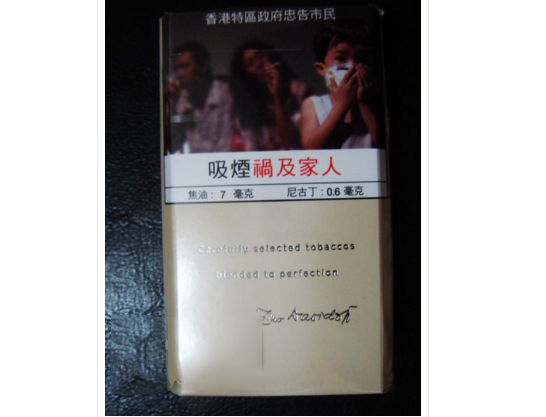 香港特區政府忠告市民
吸煙禍及家人
焦油：7 毫克 尼古丁：0.6 毫克
Carefully selected tobaccos
blended to perfection